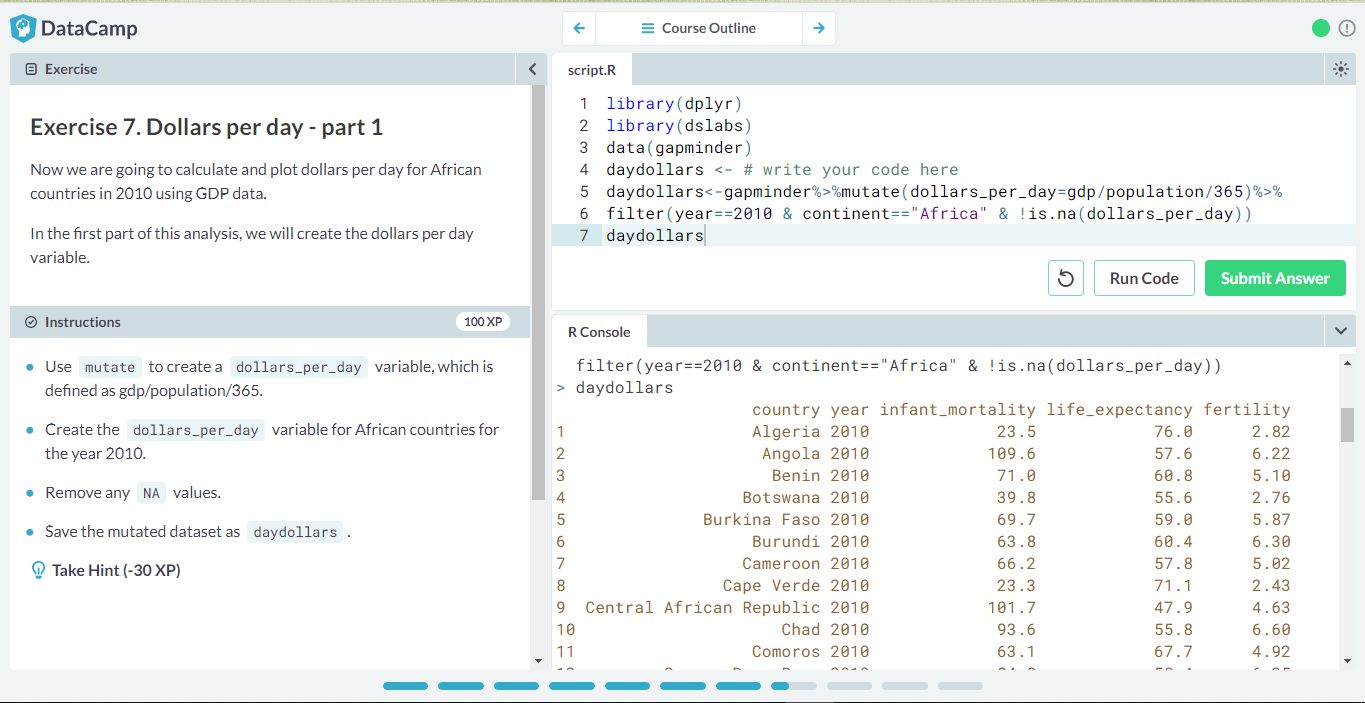 DataCamp
Course Outline
Exercise
Exercise 7. Dollars per day - part 1
Now we are going to calculate and plot dollars per day for African
countries in 2010 using GDP data.
In the first part of this analysis, we will create the dollars per day
variable.
Instructions
100 XP
Use mutate to create a dollars_per_day variable, which is
defined as gdp/population/365.
Create the dollars_per_day variable for African countries for
the year 2010.
Remove any NA values.
Save the mutated dataset as daydollars .
Take Hint (-30 XP)
script.R
1 library(dplyr)
2 library(dslabs)
3 data(gapminder)
4 daydollars <- # write your code here
5 daydollars<-gapminder%>%mutate(dollars_per_day=gdp/population/365)%>%
6 filter(year==2010 & continent=="Africa" & !is.na(dollars_per_day))
7 daydollars
Run Code
Submit Answer
R Console
filter(year==2010 & continent=="Africa" & !is.na(dollars_per_day))
> daydollars
country year infant_mortality life_expectancy fertility
1 Algeria 2010 23.5 76.0 2.82
2 Angola 2010 109.6 57.6 6.22
3 Benin 2010 71.0 60.8 5.10
4 Botswana 2010 39.8 55.6 2.76
5 Burkina Faso 2010 69.7 59.0 5.87
6 Burundi 2010 63.8 60.4 6.30
7 Cameroon 2010 66.2 57.8 5.02
8 Cape Verde 2010 23.3 71.1 2.43
9 Central African Republic 2010 101.7 47.9 4.63
10 Chad 2010 93.6 55.8 6.60
11 Comoros 2010 63.1 67.7 4.92